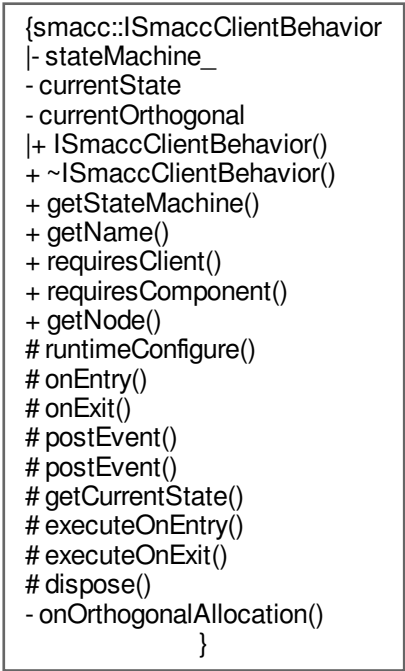 {smacc::ISmaccClientBehavior
|- stateMachine_
- currentState
- currentOrthogonal
|+ ISmaccClientBehavior()
+ ~ISmaccClientBehavior()
+ getStateMachine()
+ getName()
+ requiresClient()
+ requiresComponent()
+ getNode()
# runtimeConfigure()
# onEntry()
# onExit()
# postEvent()
# postEvent()
# getCurrentState()
# executeOnEntry()
# executeOnExit()
# dispose()
- onOrthogonalAllocation()
}